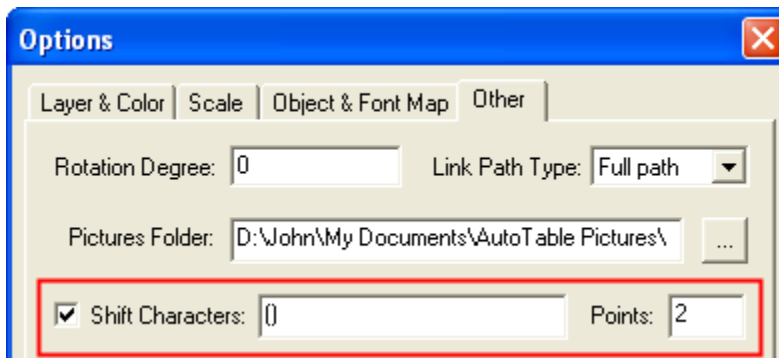 Options
Layer & Color Scale Object & Font Map Other
Rotation Degree: 0 Link Path Type: Full path
Pictures Folder: D:\John\My Documents\AutoTable Pictures\ ...
Shift Characters: () Points: 2